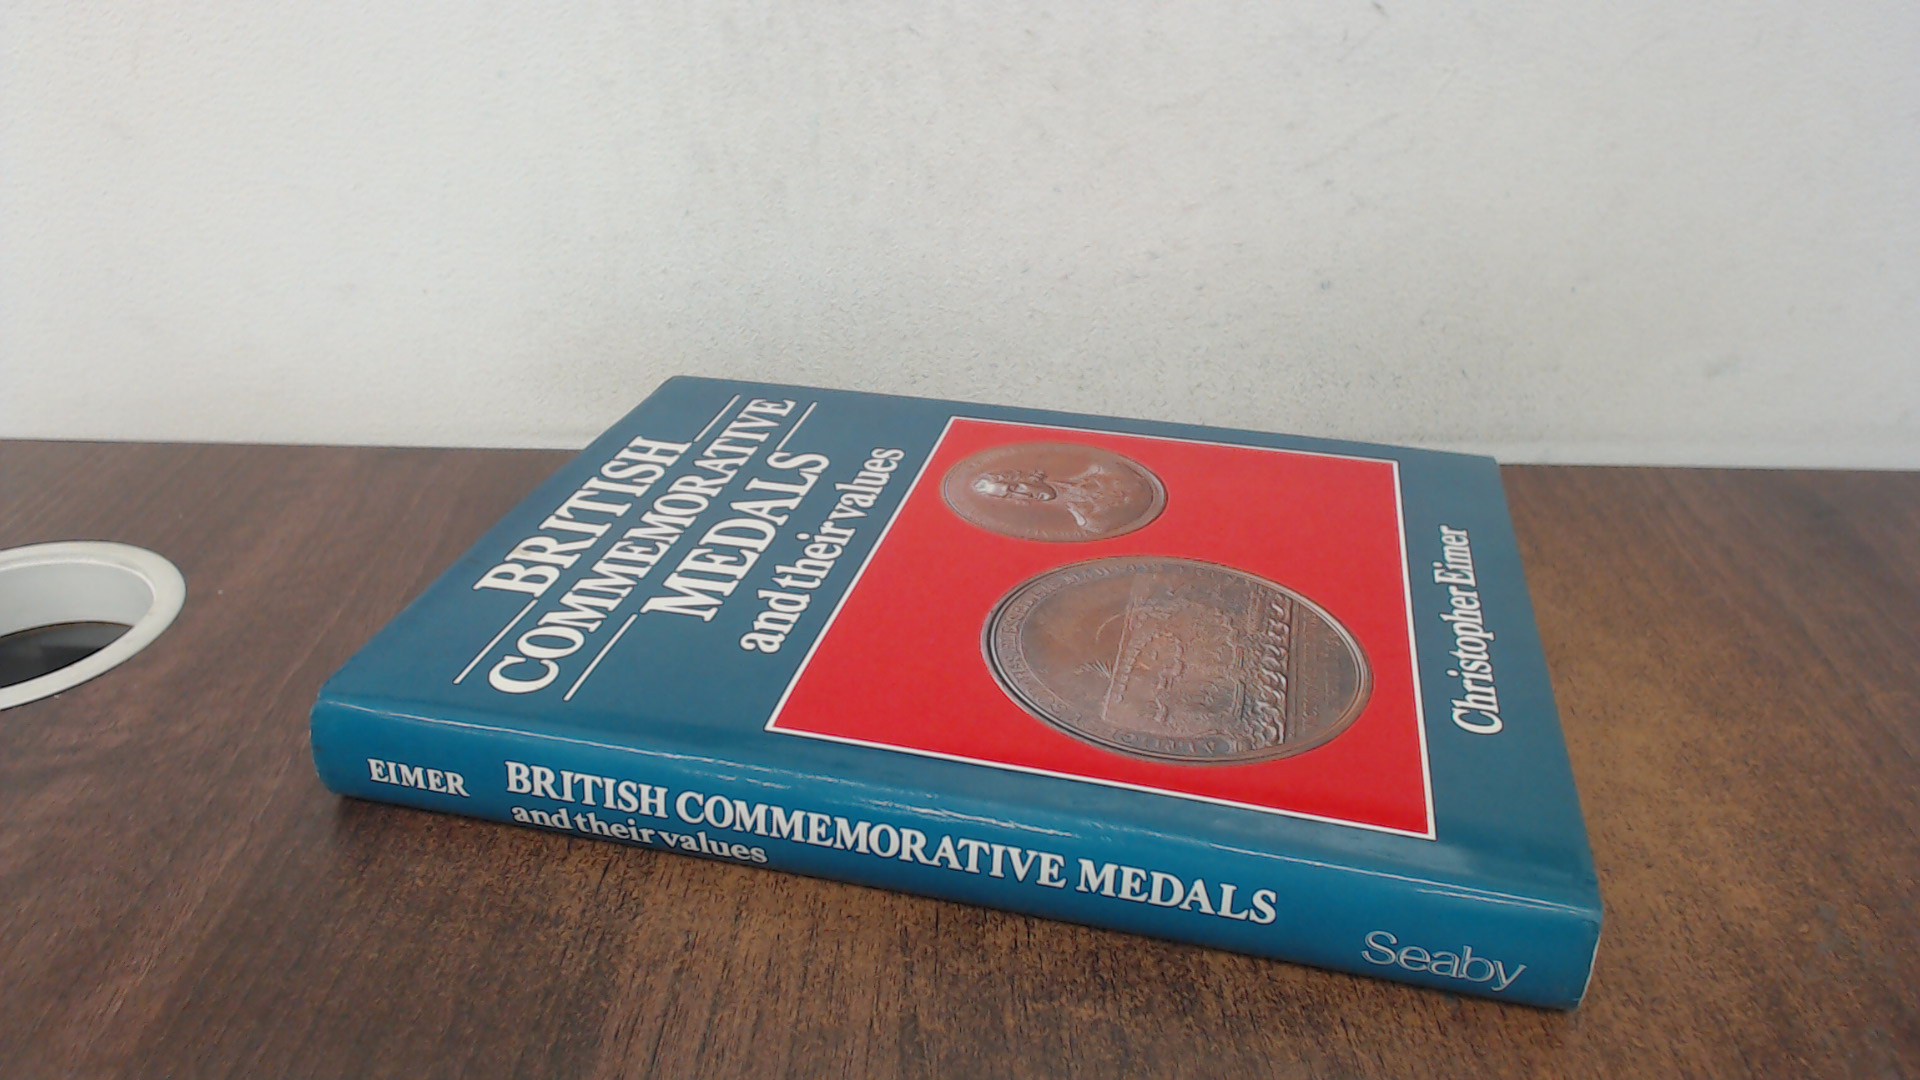 BRITISH
COMMEMORATIVE
MEDALS
and their values
Christopher Eimer
EIMER
BRITISH COMMEMORATIVE MEDALS
and their values
Seaby